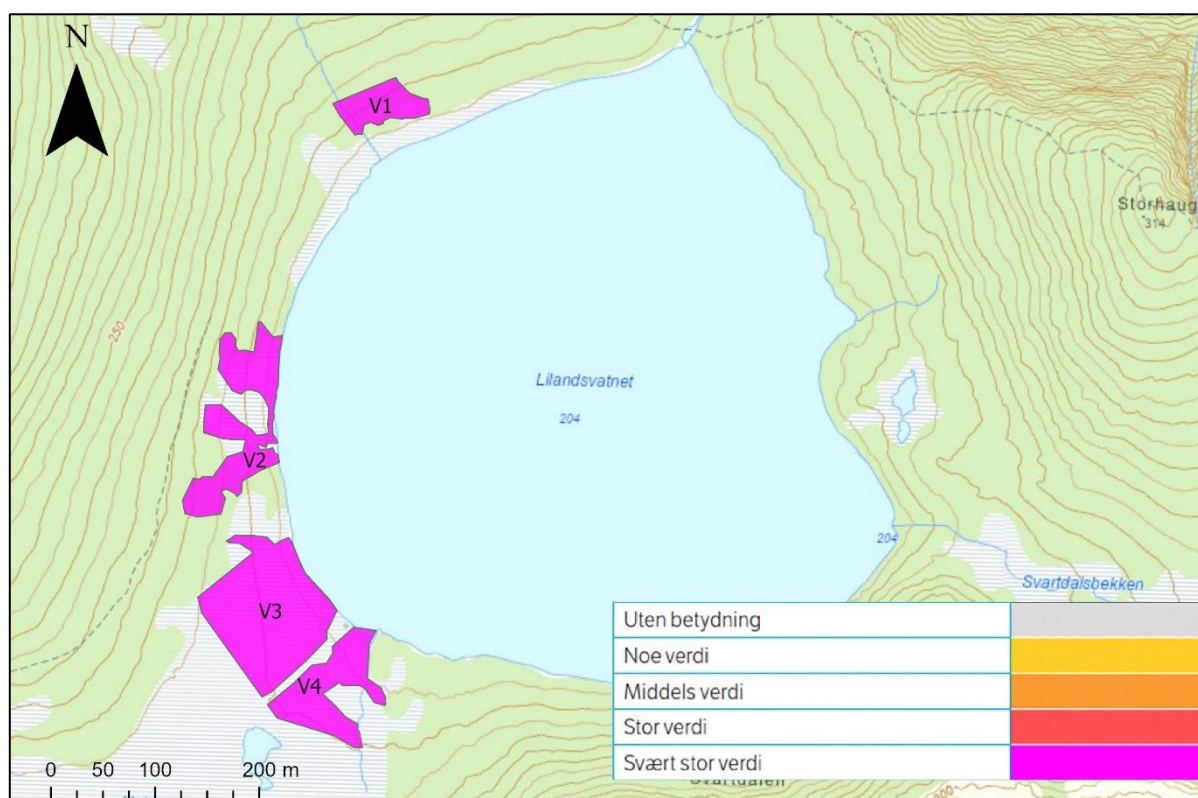 N
V1
Storhaug
314
250
Lilandsvatnet
204
V2
204
Svartdalsbekken
V3
V4
Uten betydning
Noe verdi
Middels verdi
Stor verdi
Svært stor verdi
0 50 100 200 m
Svartdalen